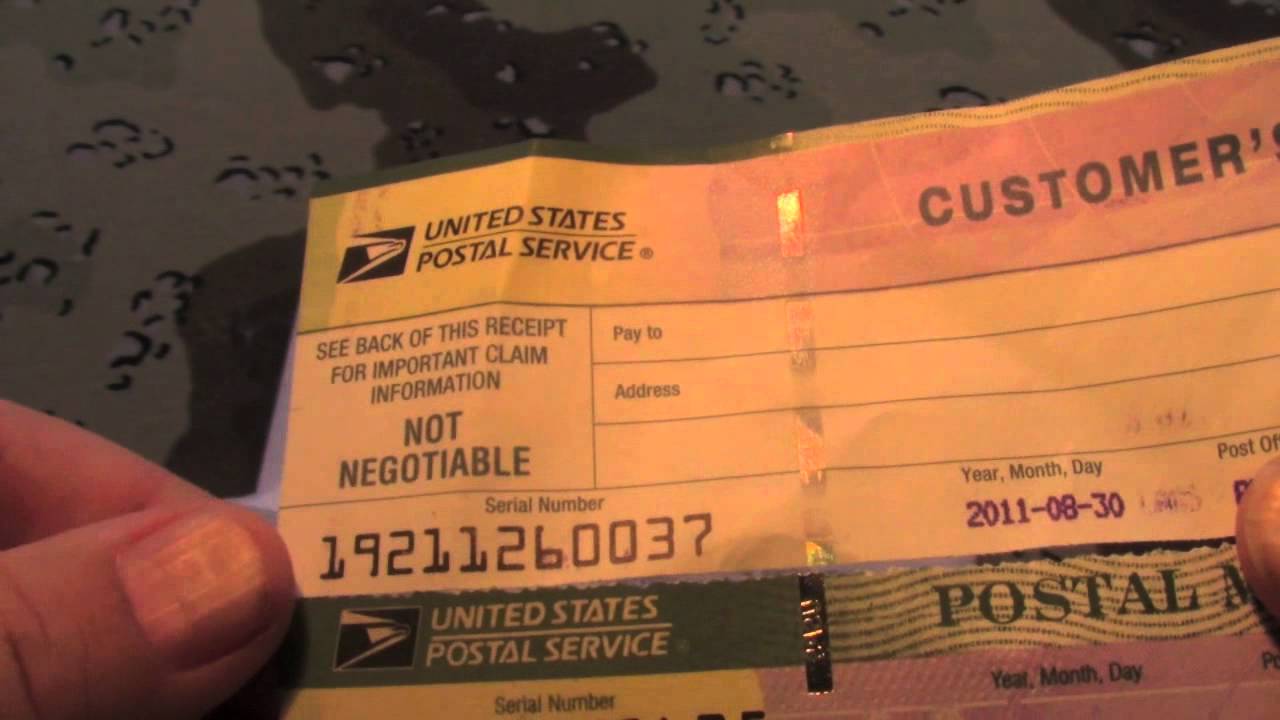 UNITED STATES
POSTAL SERVICE®
CUSTOMER'S
SEE BACK OF THIS RECEIPT
FOR IMPORTANT CLAIM
INFORMATION
NOT
NEGOTIABLE
Pay to
Address
Serial Number
19211260037
Year, Month, Day
2011-08-30
Post
UNITED STATES
POSTAL SERVICE
POSTAL
Year, Month, Day
Serial Number